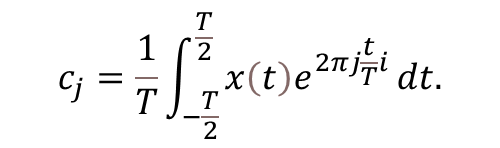 c_j = \frac{1}{T} \int_{-\frac{T}{2}}^{\frac{T}{2}} x(t) e^{2\pi j \frac{t}{T} i} \, dt.